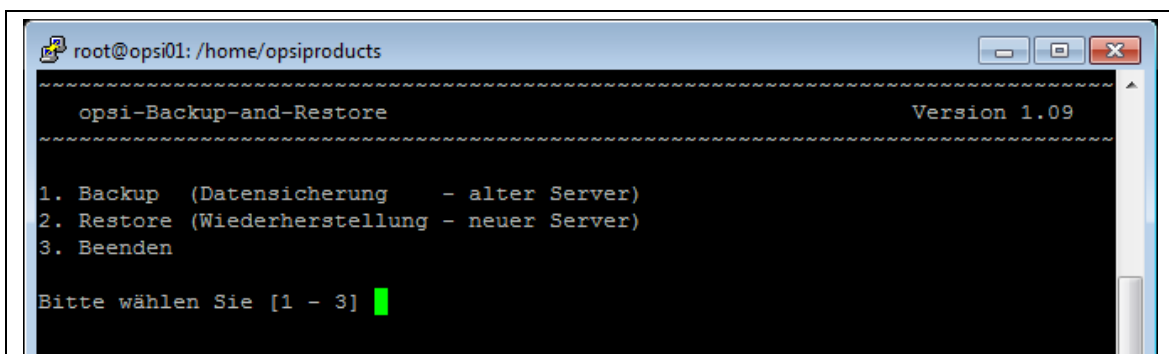 root@opsi01: /home/opsiproducts
~~~~~~~~~~~~~~~~~~~~~~~~~~~~~~~~~~~~~~~~~~~~~~~~~~~~~~~~~~~~~~~~~~~~~~~~~~~~~~~~
opsi-Backup-and-Restore Version 1.09
~~~~~~~~~~~~~~~~~~~~~~~~~~~~~~~~~~~~~~~~~~~~~~~~~~~~~~~~~~~~~~~~~~~~~~~~~~~~~~~~
1. Backup (Datensicherung - alter Server)
2. Restore (Wiederherstellung - neuer Server)
3. Beenden
Bitte wählen Sie [1 - 3]